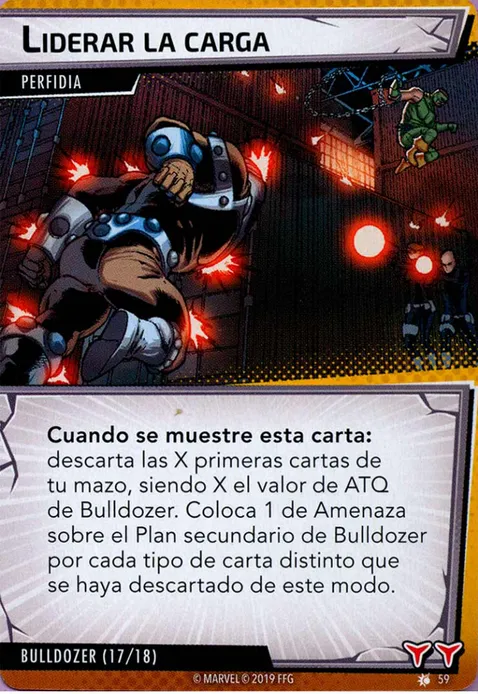 LIDERAR LA CARGA
PERFIDIA
Cuando se muestre esta carta:
descarta las X primeras cartas de
tu mazo, siendo X el valor de ATQ
de Bulldozer. Coloca 1 de Amenaza
sobre el Plan secundario de Bulldozer
por cada tipo de carta distinto que
se haya descartado de este modo.
BULLDOZER (17/18)
© MARVEL © 2019 FFG
59